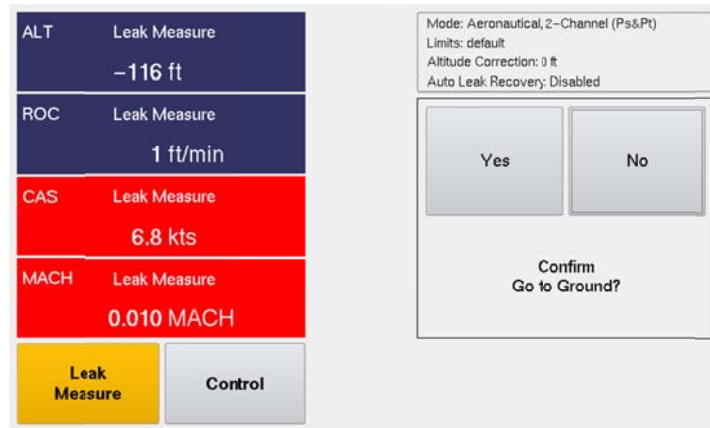 ALT Leak Measure
–116 ft
ROC Leak Measure
1 ft/min
CAS Leak Measure
6.8 kts
MACH Leak Measure
0.010 MACH
Leak
Measure
Control
Mode: Aeronautical, 2–Channel (Ps&Pt)
Limits: default
Altitude Correction: 0 ft
Auto Leak Recovery: Disabled
Yes No
Confirm
Go to Ground?